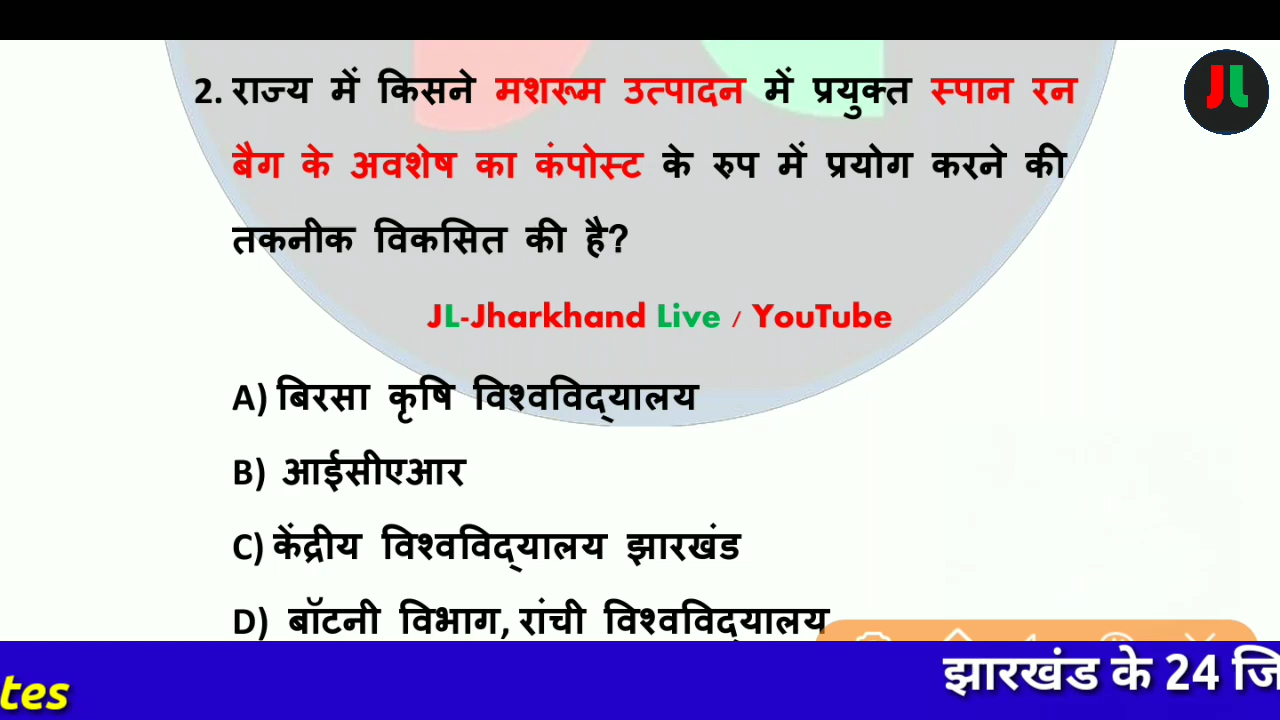 JL
2. राज्य में किसने मशरूम उत्पादन में प्रयुक्त स्पान रन
बैग के अवशेष का कंपोस्ट के रुप में प्रयोग करने की
तकनीक विकसित की है?
JL-Jharkhand Live / YouTube
A) बिरसा कृषि विश्वविद्यालय
B) आईसीएआर
C) केंद्रीय विश्वविद्यालय झारखंड
D) बॉटनी विभाग, रांची विश्वविद्यालय
tes झारखंड के 24 जि